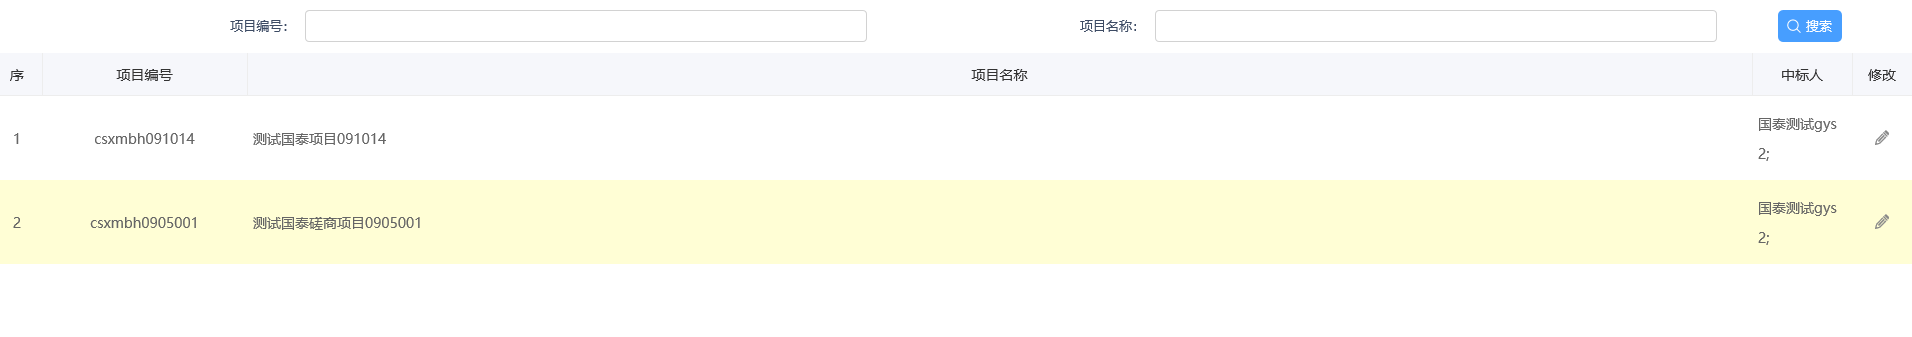 项目编号: 项目名称: 搜索
序 项目编号 项目名称 中标人 修改
1 csxmbh091014 测试国泰项目091014 国泰测试gys
2;
2 csxmbh0905001 测试国泰磋商项目0905001 国泰测试gys
2;